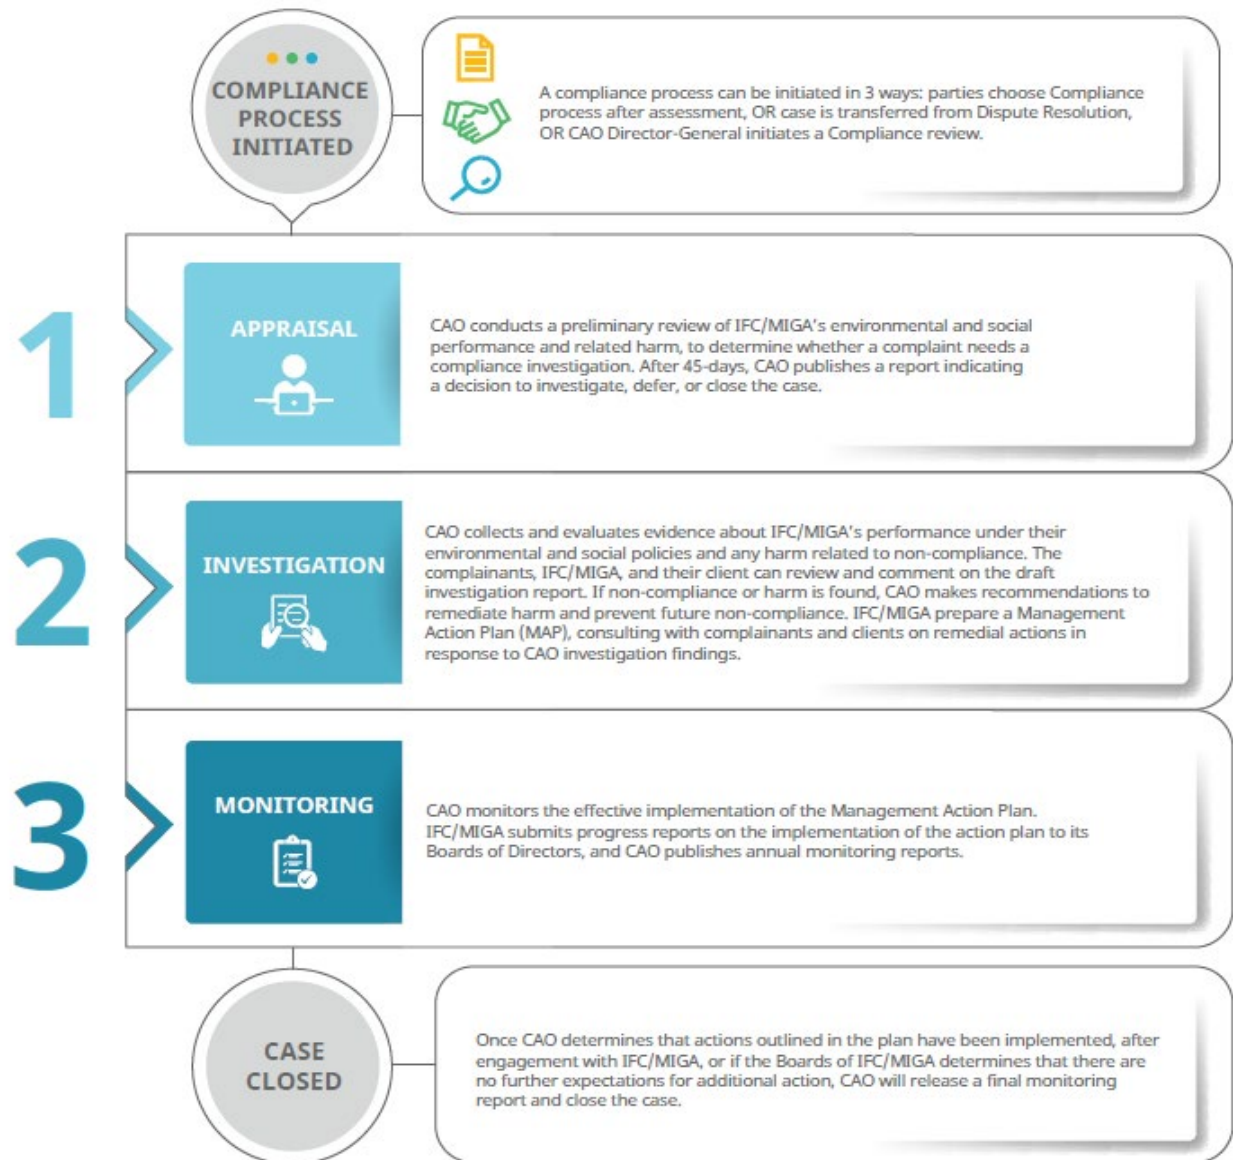 COMPLIANCE
PROCESS
INITIATED
A compliance process can be initiated in 3 ways: parties choose Compliance
process after assessment, OR case is transferred from Dispute Resolution,
OR CAO Director-General initiates a Compliance review.
1
APPRAISAL
CAO conducts a preliminary review of IFC/MIGA's environmental and social
performance and related harm, to determine whether a complaint needs a
compliance investigation. After 45-days, CAO publishes a report indicating
a decision to investigate, defer, or close the case.
2
INVESTIGATION
CAO collects and evaluates evidence about IFC/MIGA's performance under their
environmental and social policies and any harm related to non-compliance. The
complainants, IFC/MIGA, and their client can review and comment on the draft
investigation report. If non-compliance or harm is found, CAO makes recommendations to
remediate harm and prevent future non-compliance. IFC/MIGA prepare a Management
Action Plan (MAP), consulting with complainants and clients on remedial actions in
response to CAO investigation findings.
3
MONITORING
CAO monitors the effective implementation of the Management Action Plan.
IFC/MIGA submits progress reports on the implementation of the action plan to its
Boards of Directors, and CAO publishes annual monitoring reports.
CASE
CLOSED
Once CAO determines that actions outlined in the plan have been implemented, after
engagement with IFC/MIGA, or if the Boards of IFC/MIGA determines that there are
no further expectations for additional action, CAO will release a final monitoring
report and close the case.